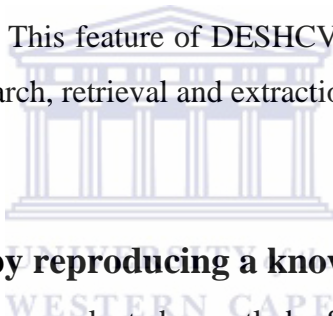 This feature of DESHCV
arch, retrieval and extractio
UNIVERSITY of the
by reproducing a know
WESTERN CAPE